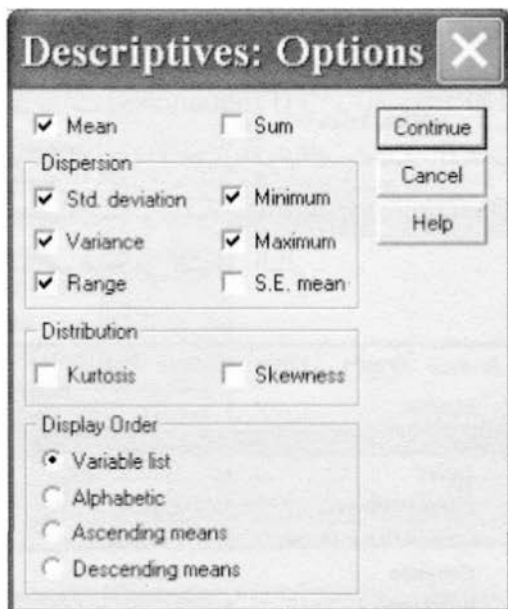 Descriptives: Options
Mean
Sum
Continue
Dispersion
Cancel
Std. deviation
Minimum
Help
Variance
Maximum
Range
S.E. mean
Distribution
Kurtosis
Skewness
Display Order
Variable list
Alphabetic
Ascending means
Descending means